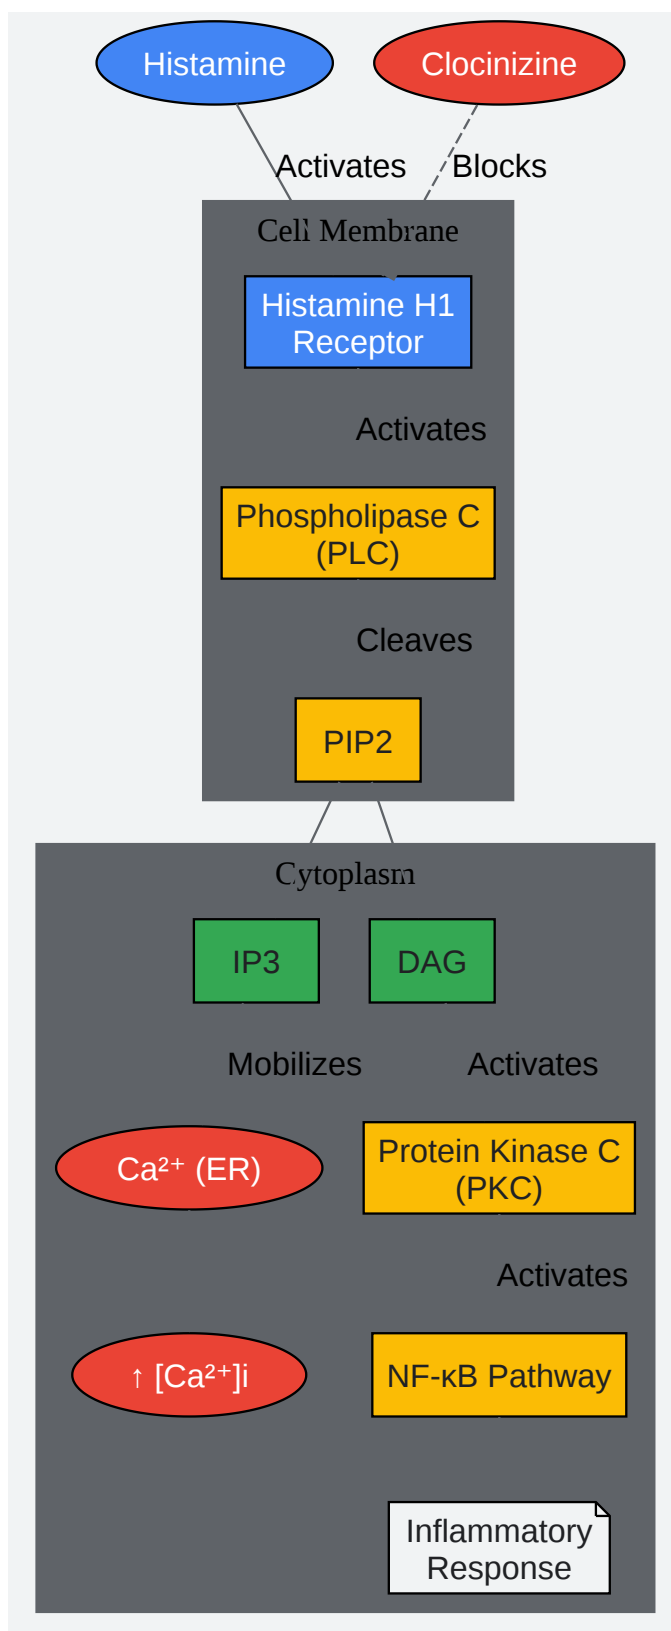 Histamine
Clocinizine
Activates
Blocks
Cell Membrane
Histamine H1
Receptor
Activates
Phospholipase C
(PLC)
Cleaves
PIP2
Cytoplasm
IP3
DAG
Mobilizes
Activates
Ca²⁺ (ER)
Protein Kinase C
(PKC)
Activates
↑ [Ca²⁺]i
NF-κB Pathway
Inflammatory
Response